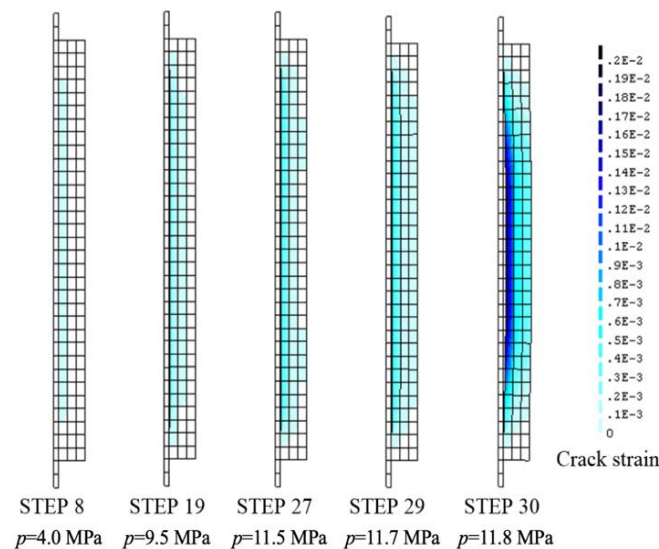 .2E-2
.19E-2
.18E-2
.17E-2
.16E-2
.15E-2
.14E-2
.13E-2
.12E-2
.11E-2
.1E-2
.9E-3
.8E-3
.7E-3
.6E-3
.5E-3
.4E-3
.3E-3
.2E-3
.1E-3
0
Crack strain
STEP 8 STEP 19 STEP 27 STEP 29 STEP 30
p=4.0 MPa p=9.5 MPa p=11.5 MPa p=11.7 MPa p=11.8 MPa